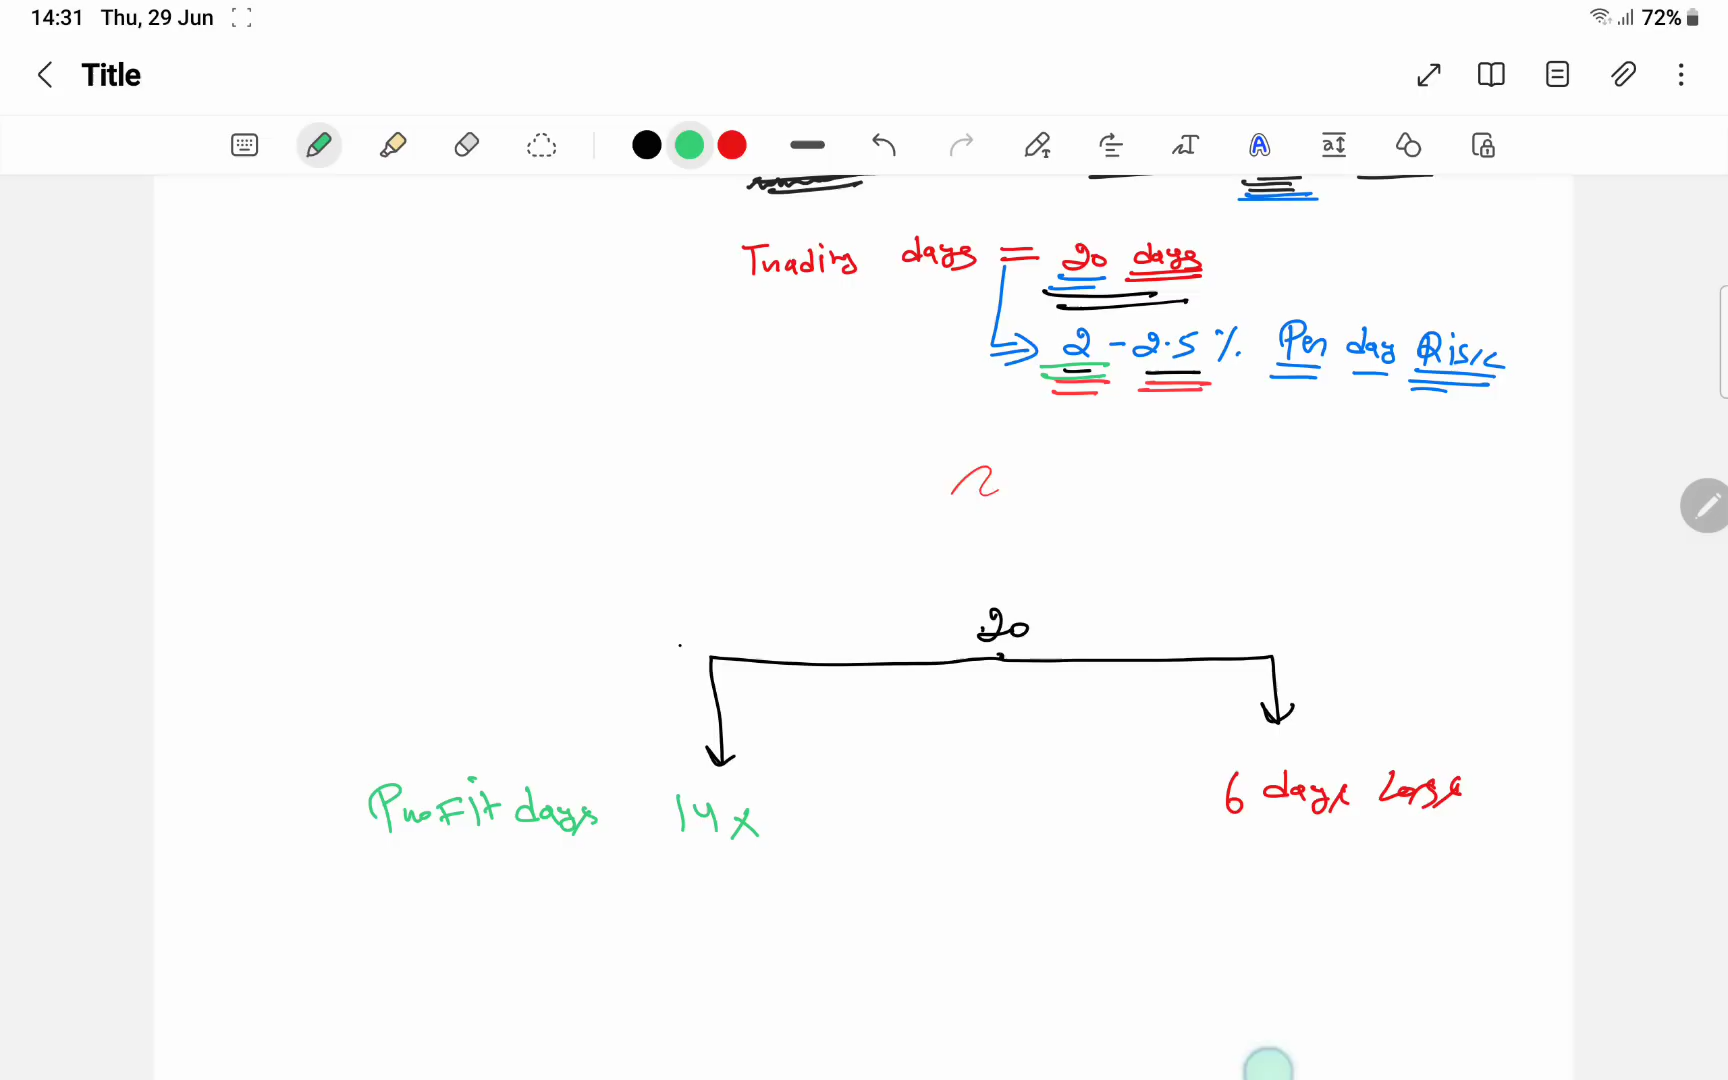 14:31 Thu, 29 Jun 72%
Title
Trading days = 20 days
2 - 2.5 % Per day Risk
20
Profit days 14 x
6 days Loss